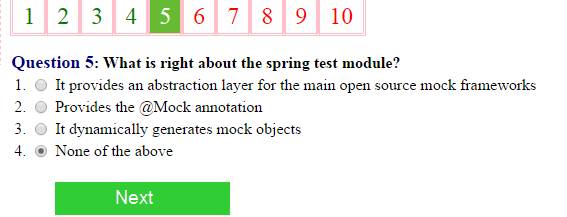 1 2 3 4 5 6 7 8 9 10
Question 5: What is right about the spring test module?
1. It provides an abstraction layer for the main open source mock frameworks
2. Provides the @Mock annotation
3. It dynamically generates mock objects
4. None of the above
Next